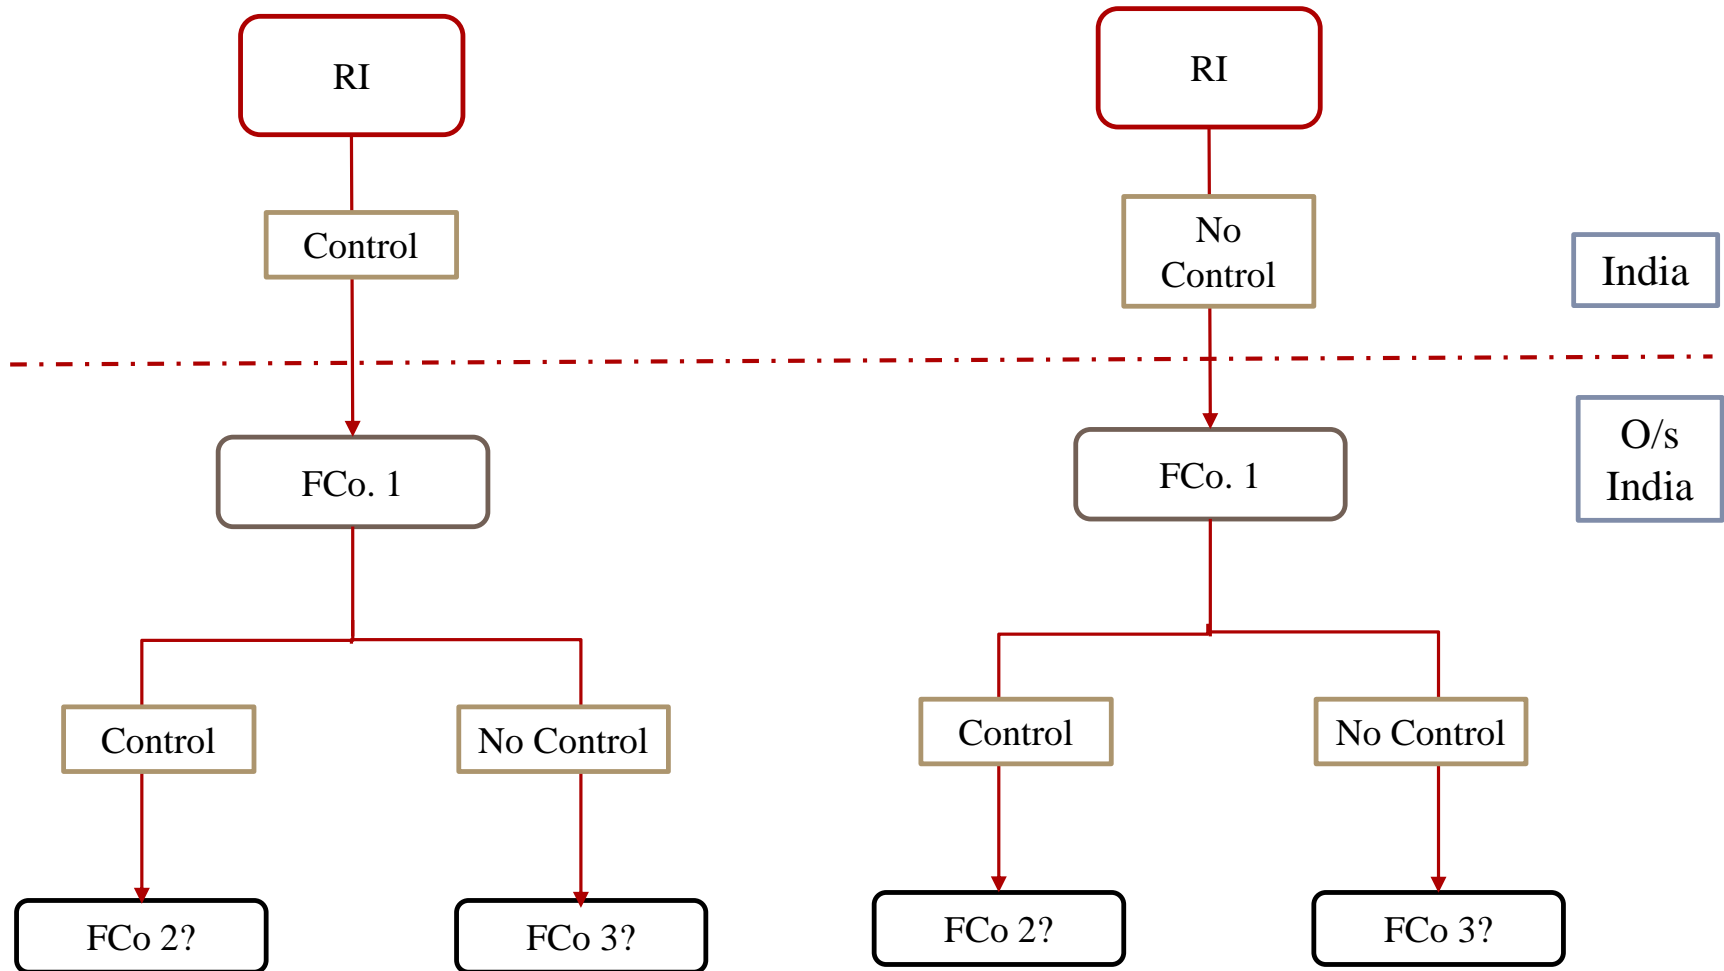 RI
RI
Control
No
Control
India
FCo. 1
FCo. 1
O/s
India
Control
No Control
Control
No Control
FCo 2?
FCo 3?
FCo 2?
FCo 3?